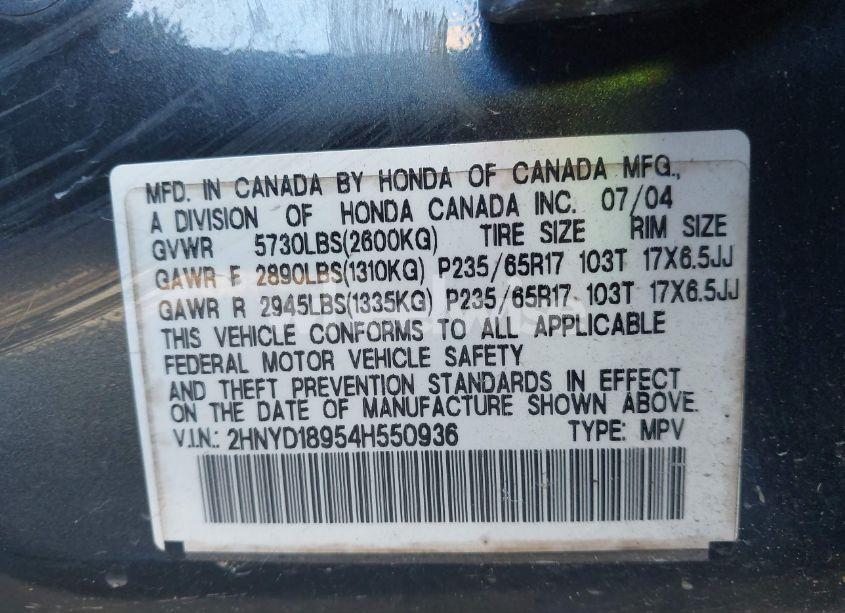 MFD. IN CANADA BY HONDA OF CANADA MFG.,
A DIVISION OF HONDA CANADA INC. 07/04
GVWR 5730LBS(2600KG) TIRE SIZE RIM SIZE
GAWR F 2890LBS(1310KG) P235/65R17 103T 17X6.5JJ
GAWR R 2945LBS(1335KG) P235/65R17 103T 17X6.5JJ
THIS VEHICLE CONFORMS TO ALL APPLICABLE
FEDERAL MOTOR VEHICLE SAFETY
AND THEFT PREVENTION STANDARDS IN EFFECT
ON THE DATE OF MANUFACTURE SHOWN ABOVE.
V.I.N.: 2HNYD18954H550936 TYPE: MPV